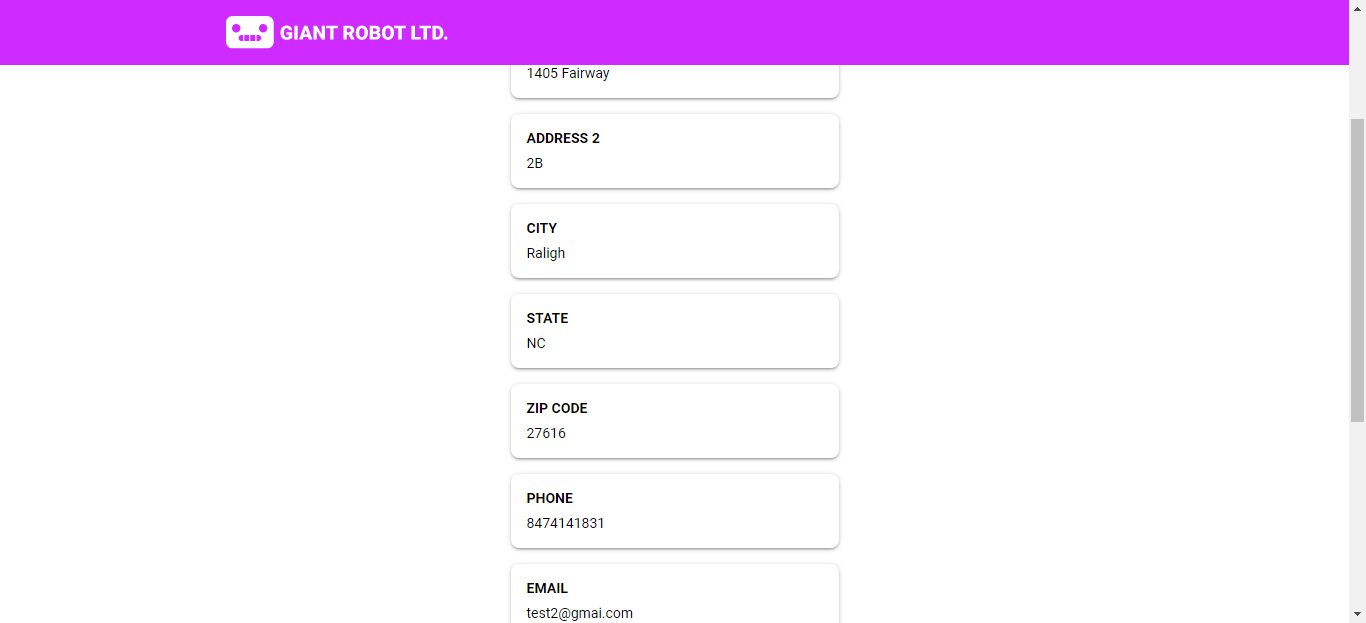 GIANT ROBOT LTD.
1405 Fairway
ADDRESS 2
2B
CITY
Raligh
STATE
NC
ZIP CODE
27616
PHONE
8474141831
EMAIL
test2@gmai.com